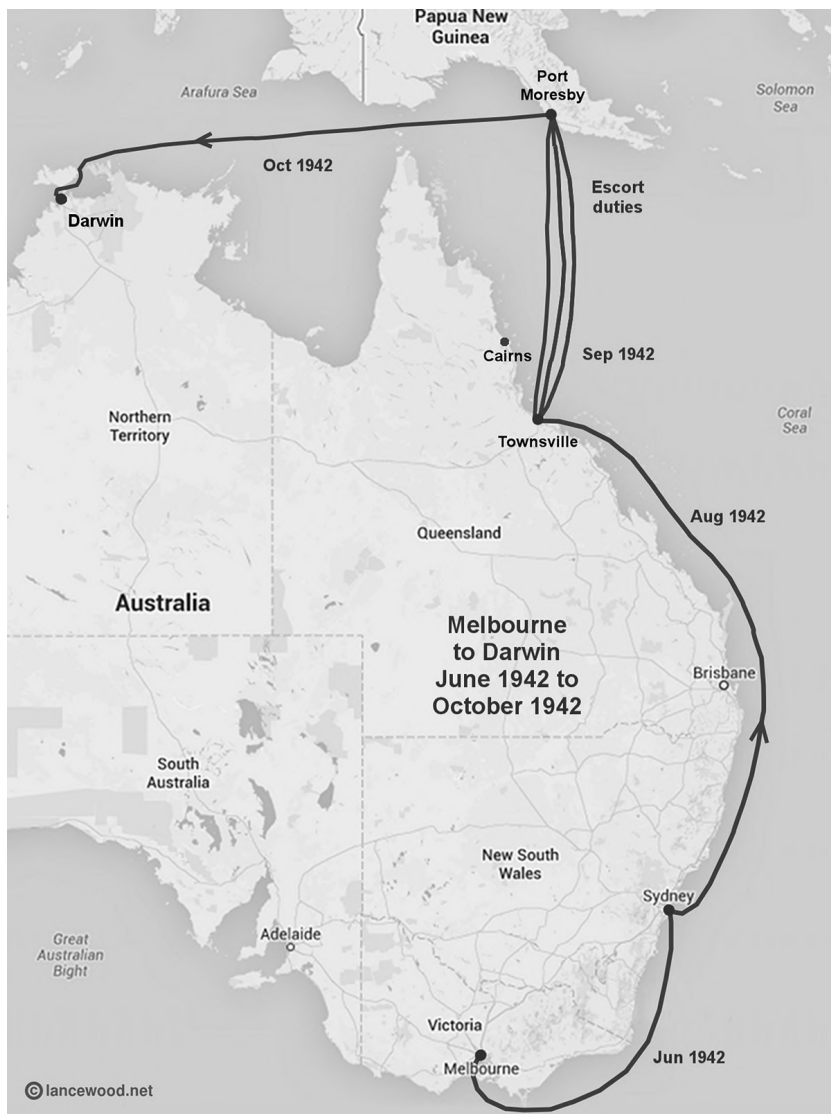 Papua New
Guinea
Port
Moresby
Arafura Sea
Solomon
Sea
Oct 1942
Escort
duties
Darwin
Cairns
Sep 1942
Northern
Territory
Townsville
Coral
Sea
Aug 1942
Queensland
Australia
Melbourne
to Darwin
June 1942 to
October 1942
Brisbane
South
Australia
New South
Wales
Sydney
Adelaide
Great
Australian
Bight
Victoria
Melbourne
Jun 1942
© lancewood.net